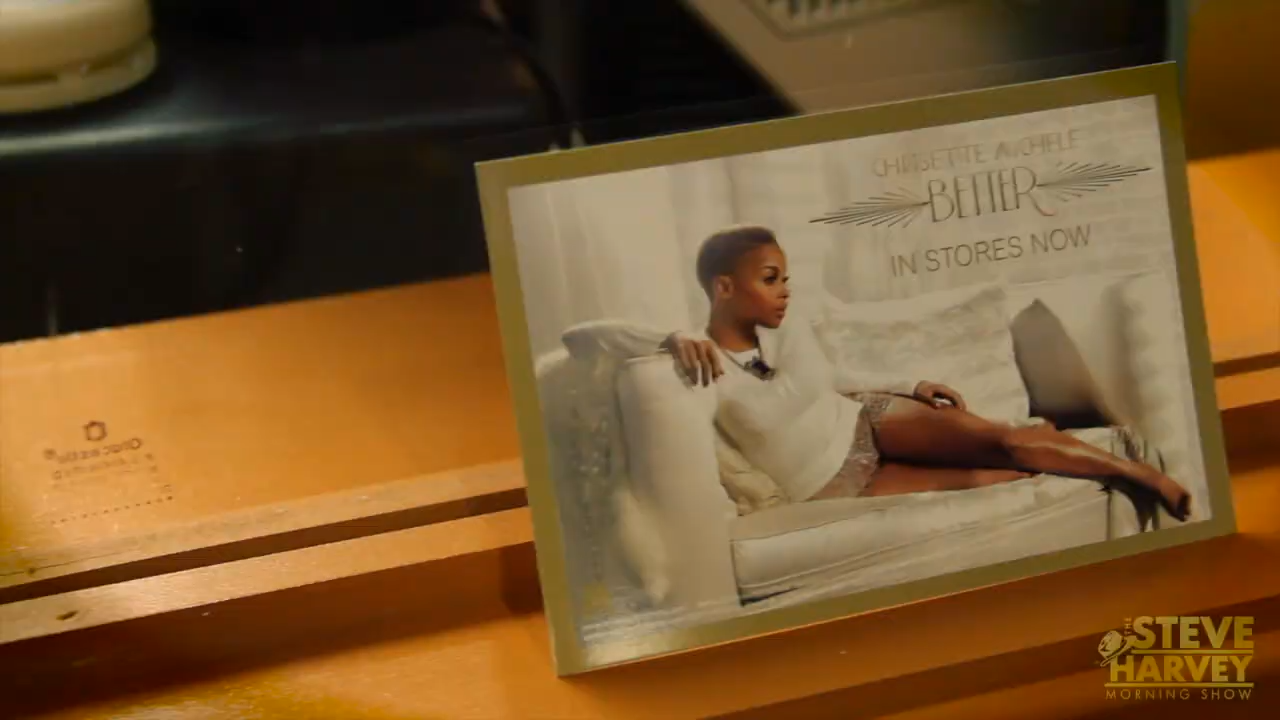 CHRISETTE MICHELE
BETTER
IN STORES NOW
THE
STEVE
HARVEY
MORNING SHOW